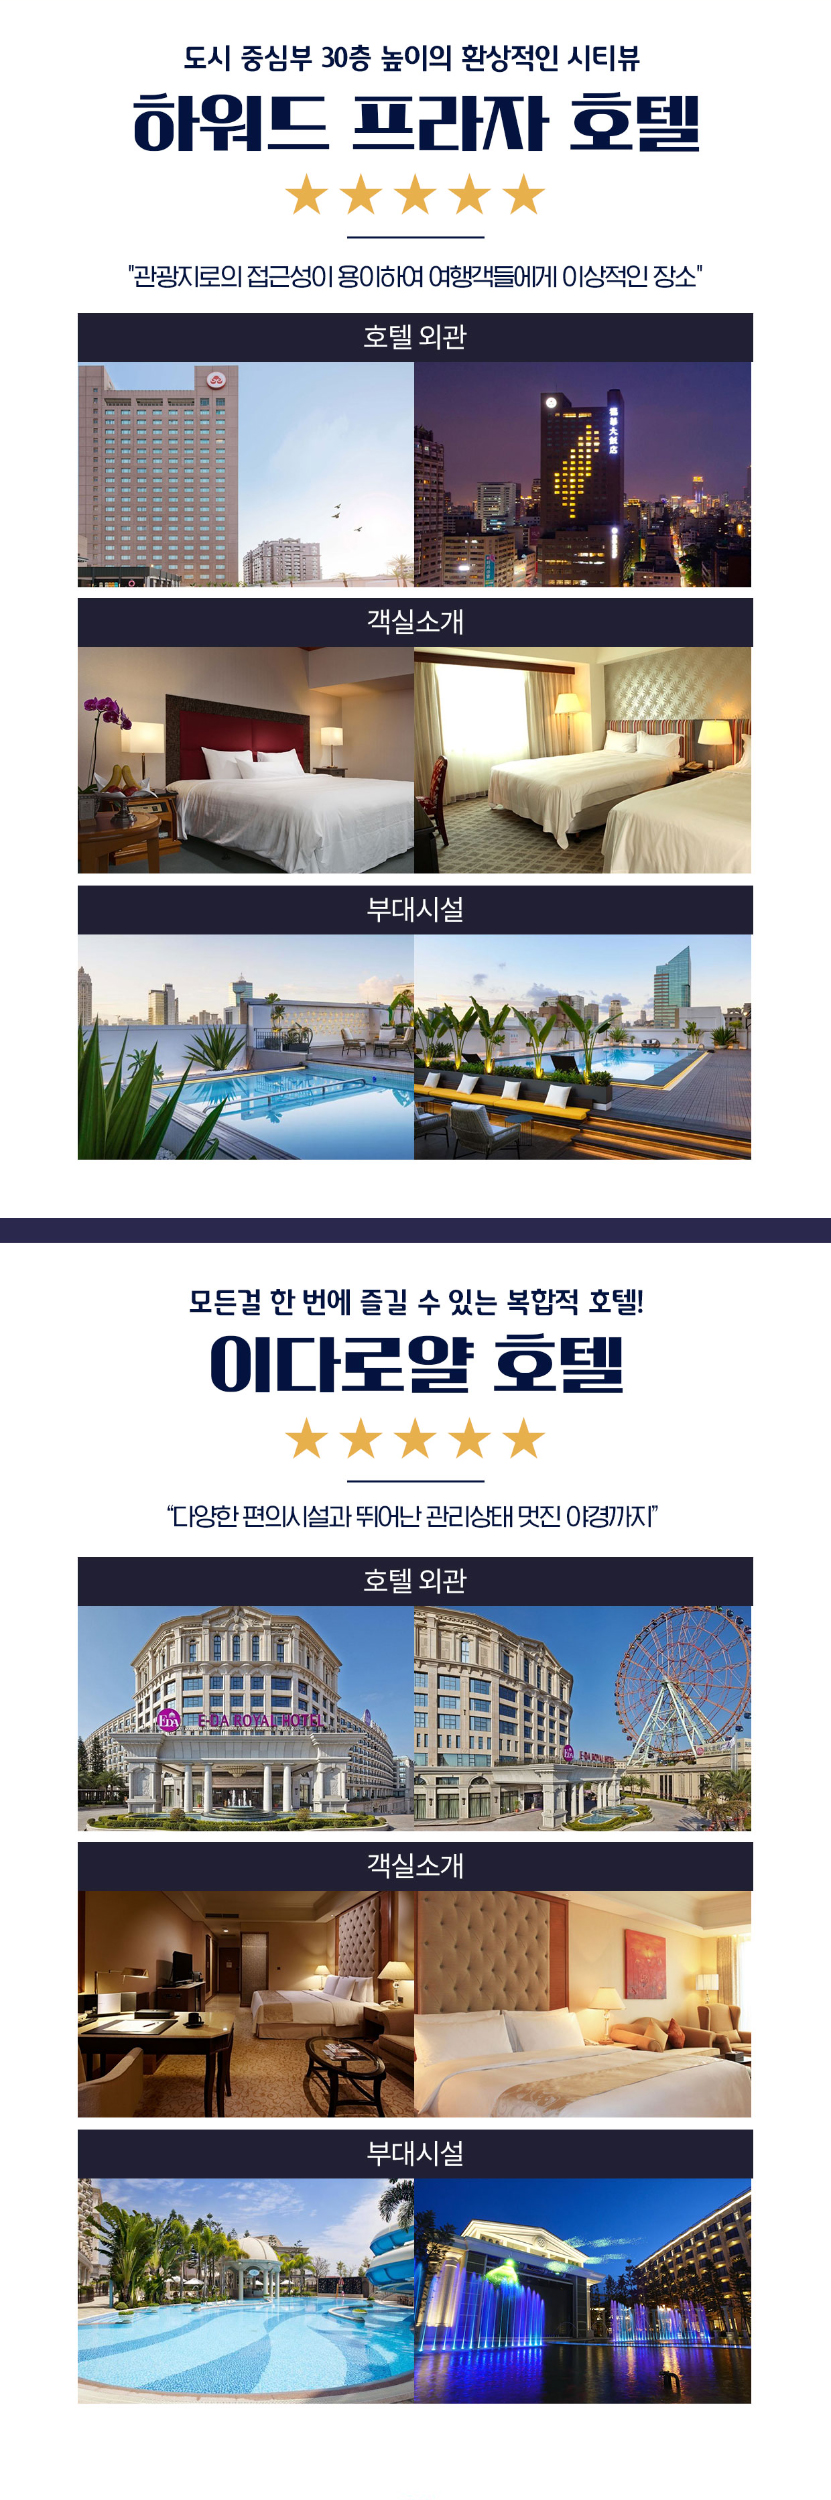 도시 중심부 30층 높이의 환상적인 시티뷰
하워드 프라자 호텔
"관광지로의 접근성이 용이하여 여행객들에게 이상적인 장소"
호텔 외관
객실소개
부대시설
모든걸 한 번에 즐길 수 있는 복합적 호텔!
이다로얄 호텔
“다양한 편의시설과 뛰어난 관리상태 멋진 야경까지”
호텔 외관
EDA
E-DA ROYAL HOTEL
E-DA ROYAL HOTEL
객실소개
부대시설